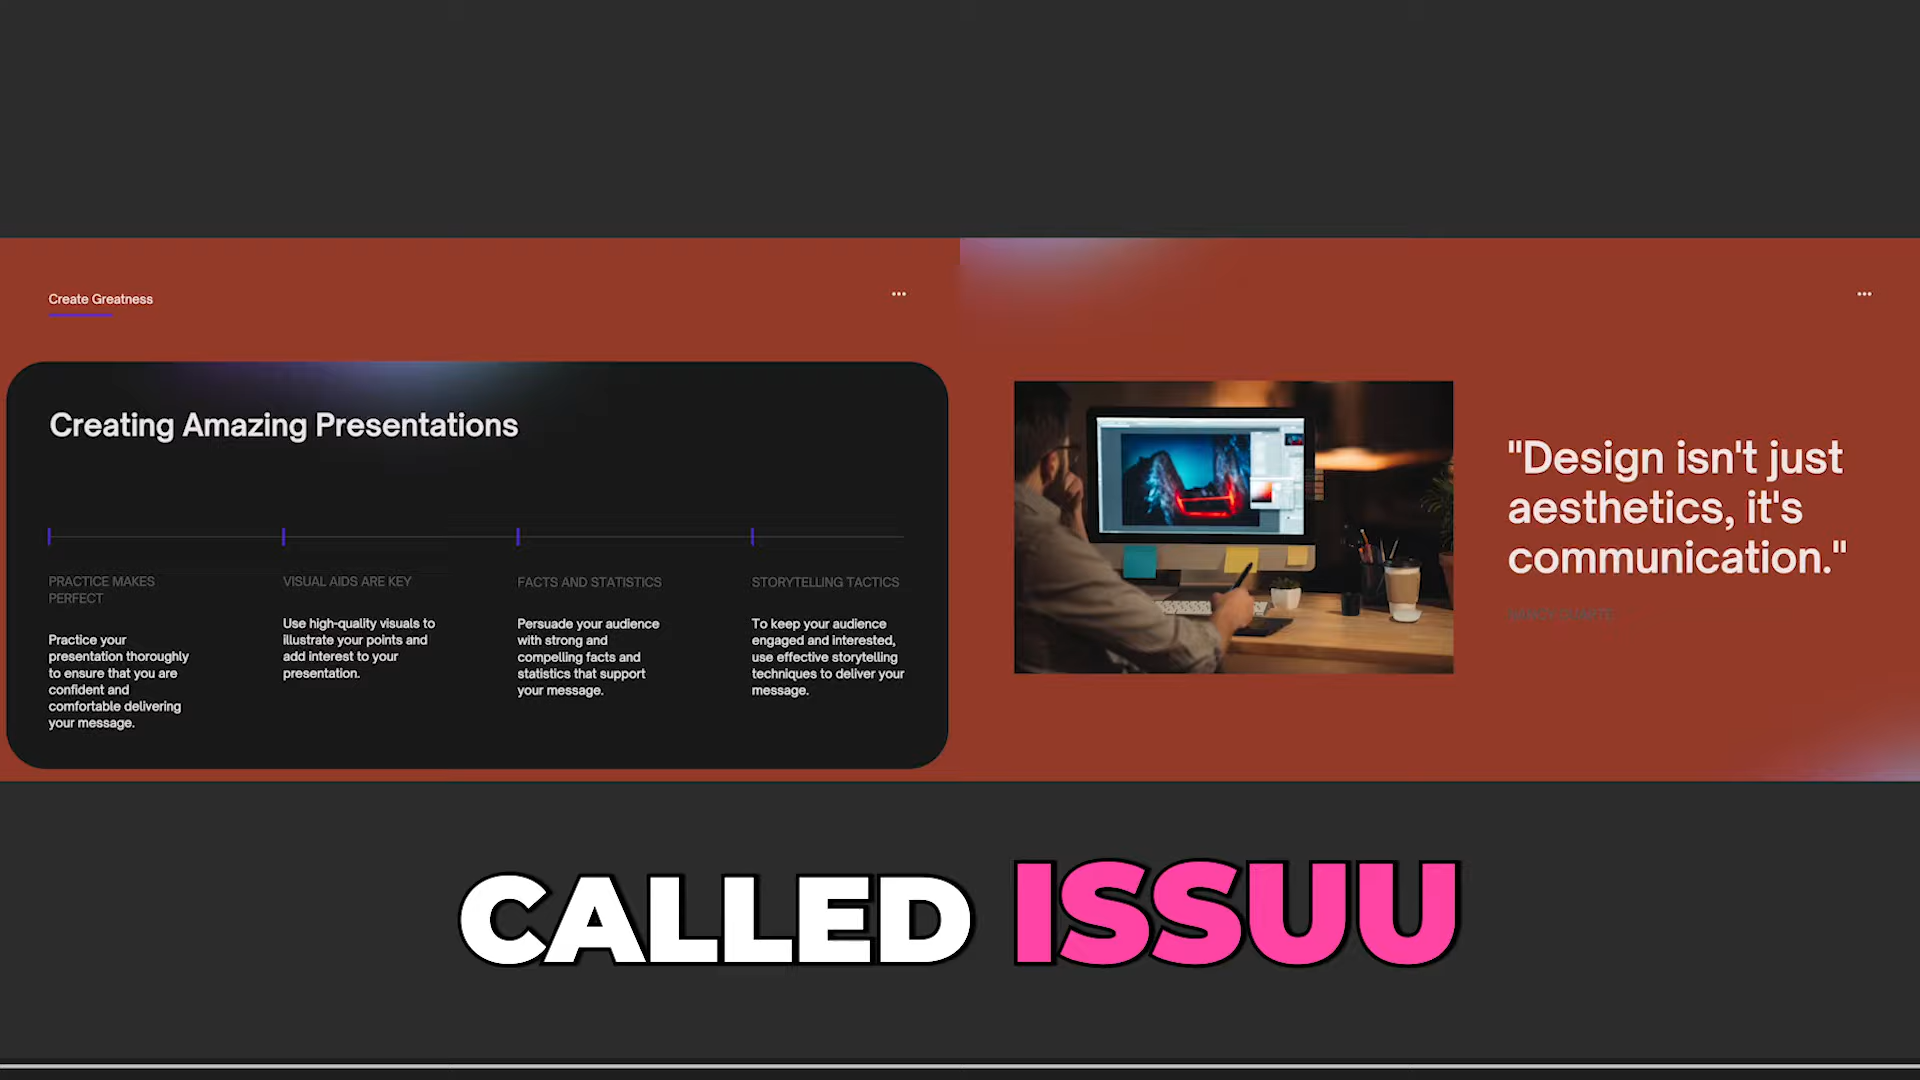 Create Greatness
Creating Amazing Presentations
PRACTICE MAKES
PERFECT
Practice your
presentation thoroughly
to ensure that you are
confident and
comfortable delivering
your message.
VISUAL AIDS ARE KEY
Use high-quality visuals to
illustrate your points and
add interest to your
presentation.
FACTS AND STATISTICS
Persuade your audience
with strong and
compelling facts and
statistics that support
your message.
STORYTELLING TACTICS
To keep your audience
engaged and interested,
use effective storytelling
techniques to deliver your
message.
"Design isn't just
aesthetics, it's
communication."
NANCY DUARTE
CALLED ISSUU